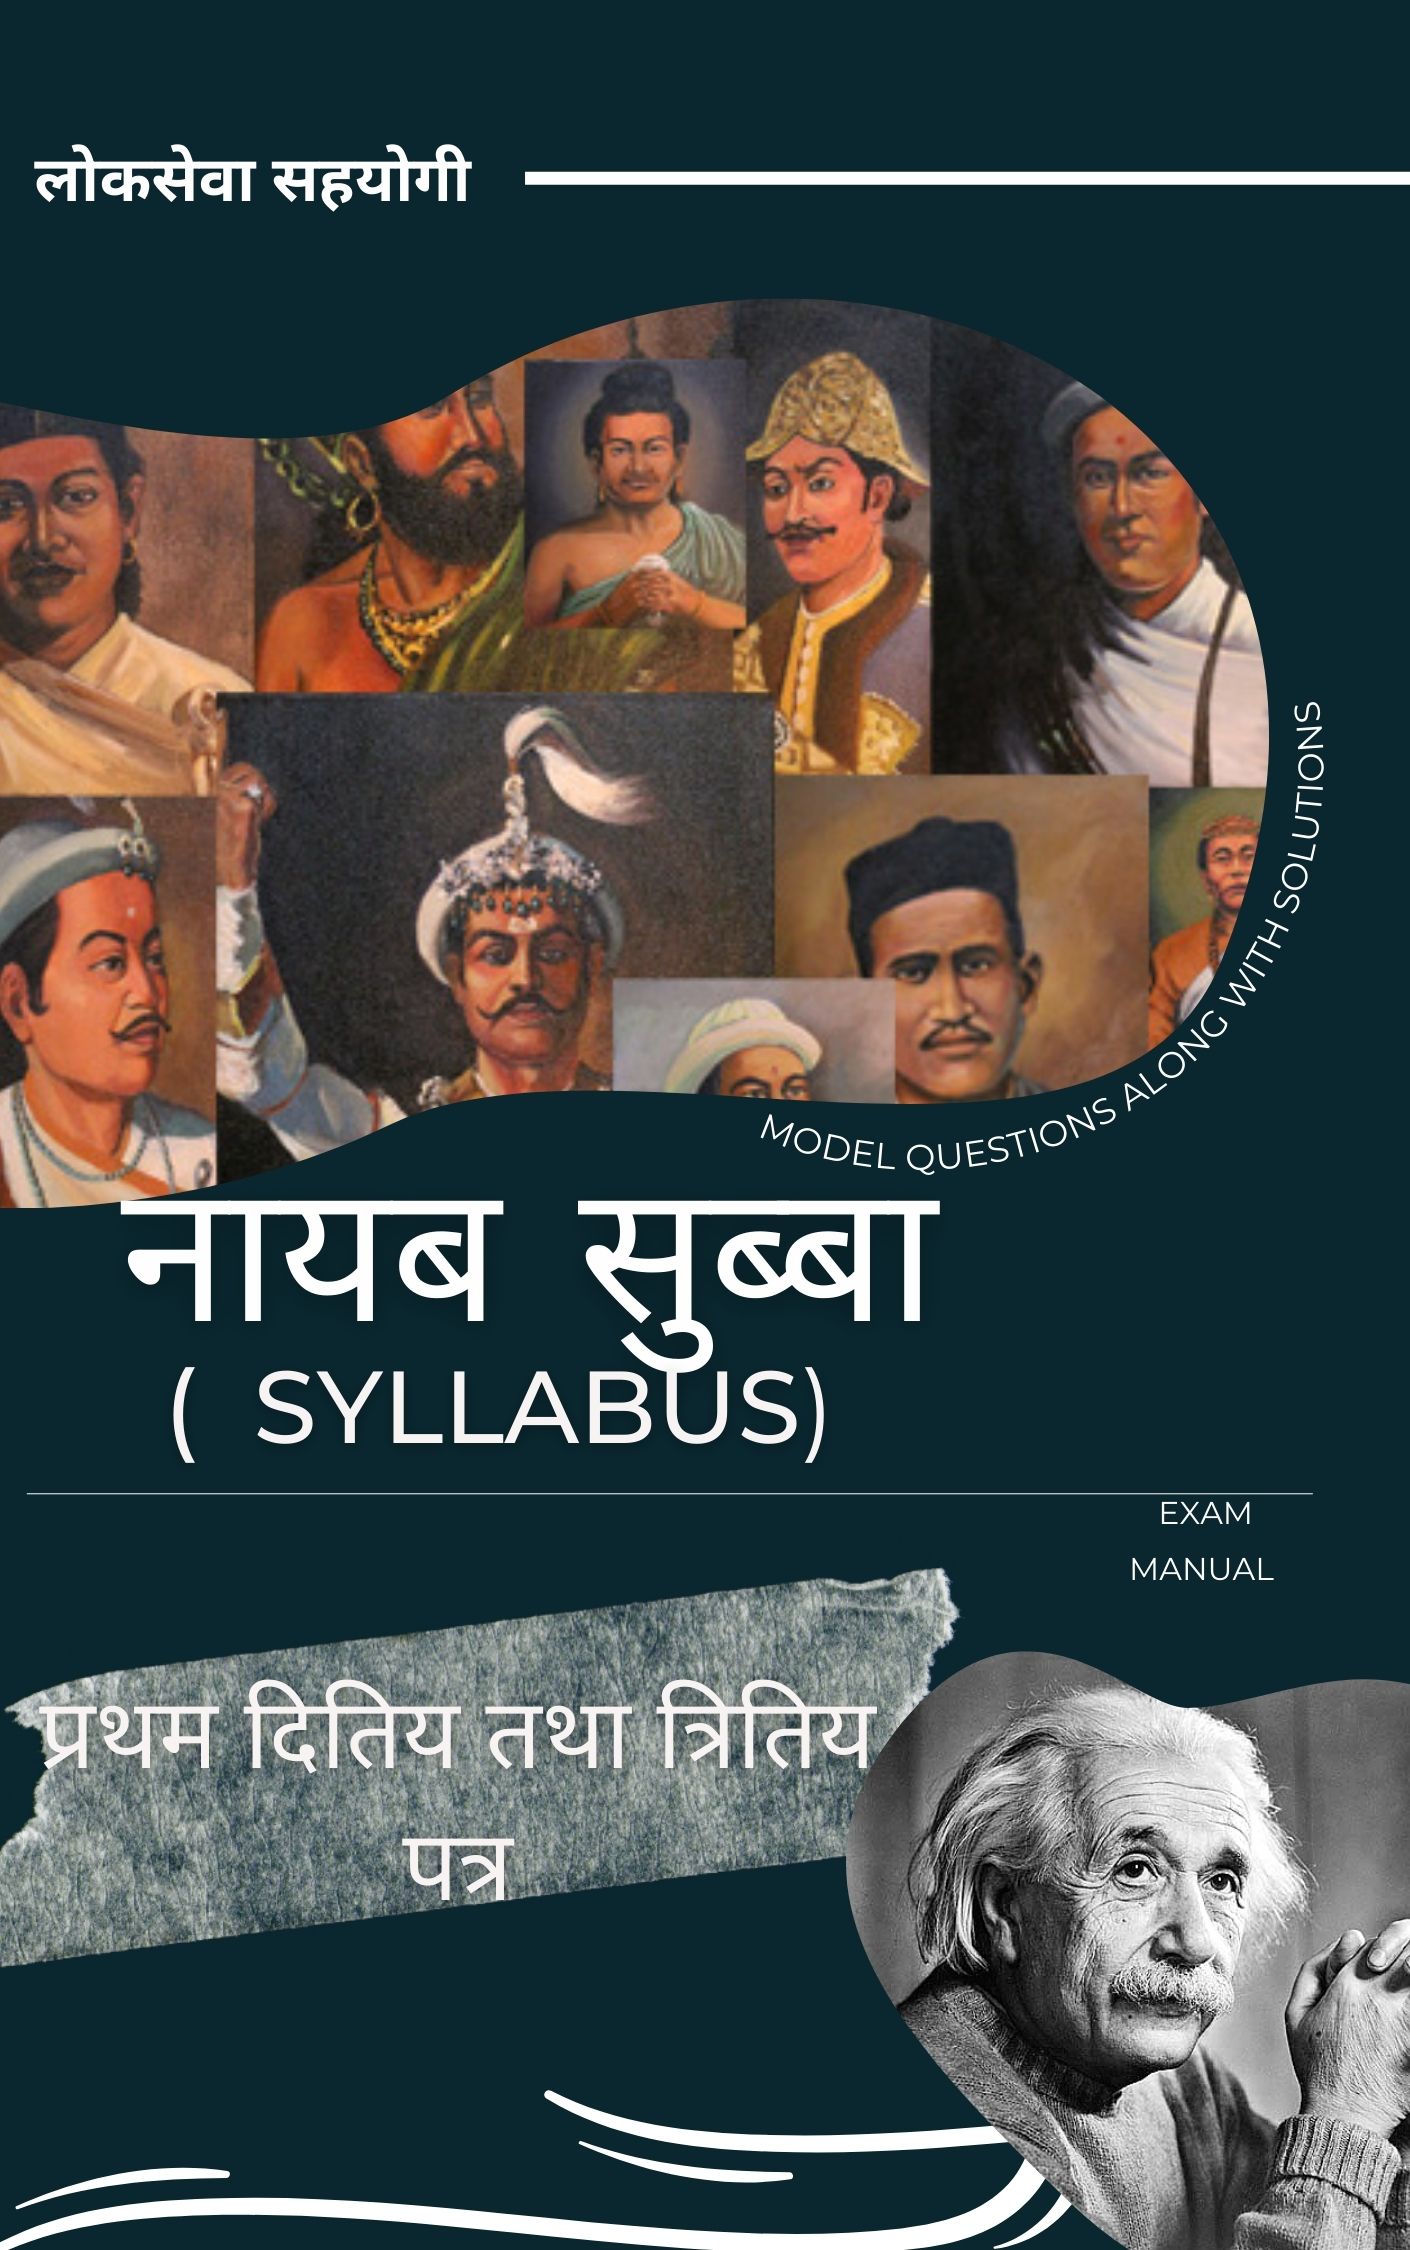 लोकसेवा सहयोगी
MODEL QUESTIONS ALONG WITH SOLUTIONS
नायब सुब्बा
( SYLLABUS)
EXAM
MANUAL
प्रथम दितिय तथा त्रितिय
पत्र